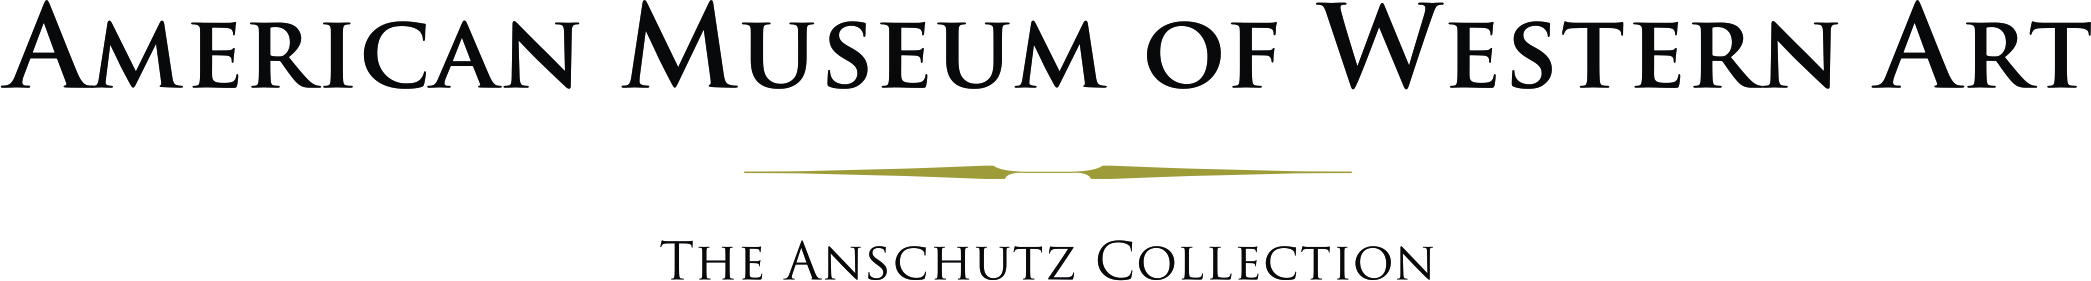 American Museum of Western Art
The Anschutz Collection